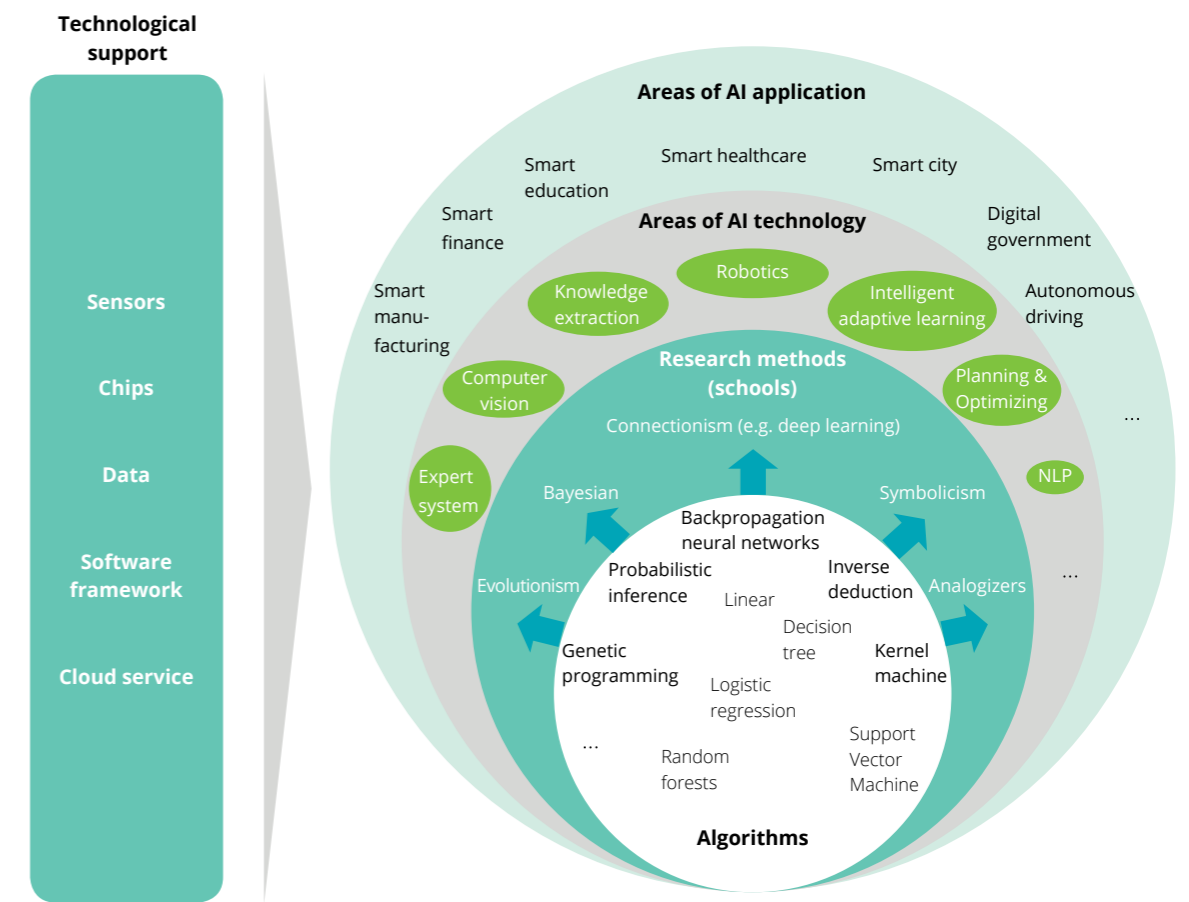 Technological
support
Sensors
Chips
Data
Software
framework
Cloud service
Areas of AI application
Smart
manu-
facturing
Smart
finance
Smart
education
Smart healthcare
Smart city
Digital
government
Autonomous
driving
...
Areas of AI technology
Expert
system
Computer
vision
Knowledge
extraction
Robotics
Intelligent
adaptive learning
Planning &
Optimizing
NLP
...
Research methods
(schools)
Connectionism (e.g. deep learning)
Bayesian
Symbolicism
Evolutionism
Analogizers
Backpropagation
neural networks
Probabilistic
inference
Inverse
deduction
Linear
Decision
tree
Genetic
programming
Kernel
machine
Logistic
regression
...
Random
forests
Support
Vector
Machine
Algorithms